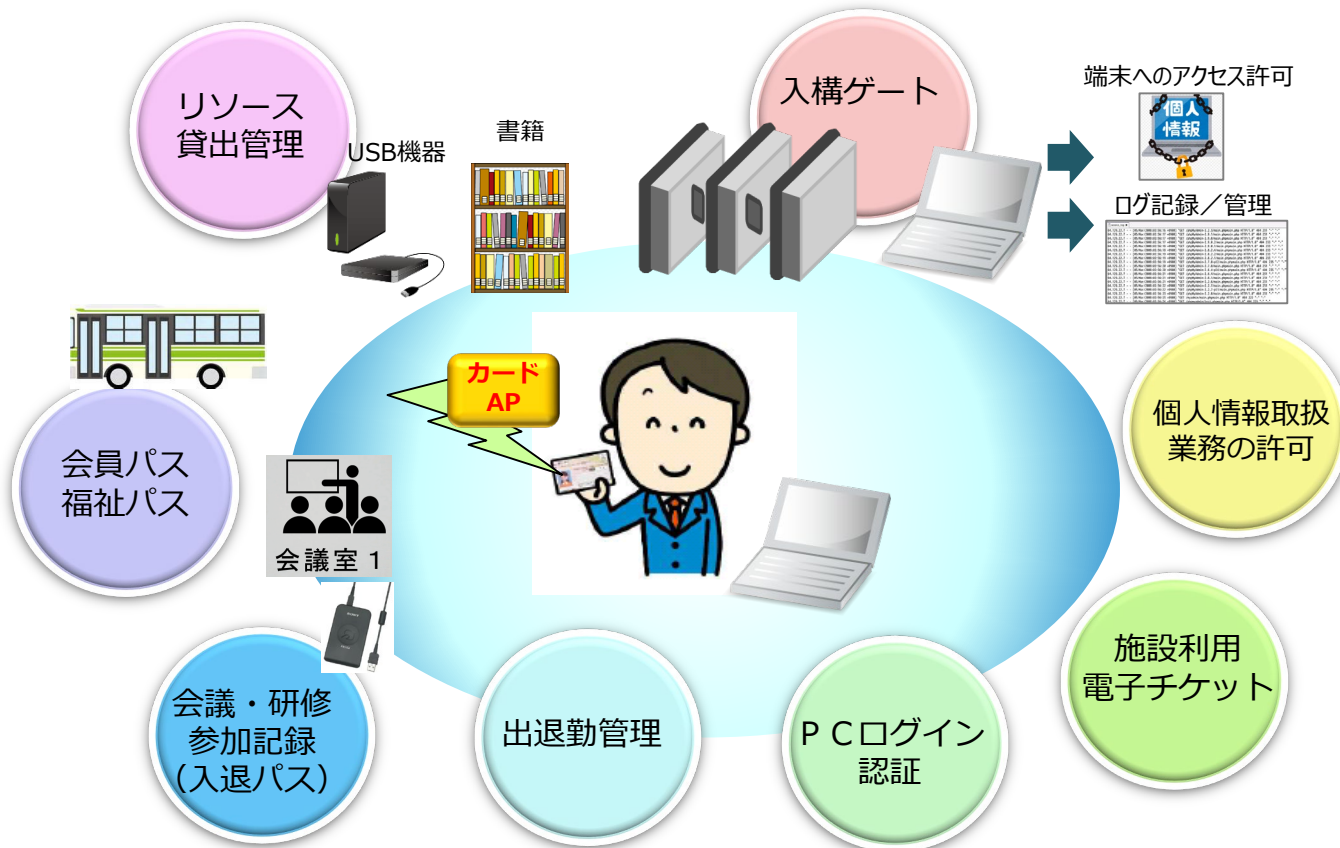 リソース
貸出管理
USB機器
書籍
入構ゲート
端末へのアクセス許可
個人
情報
ログ記録／管理
カード
AP
会員パス
福祉パス
会議室１
個人情報取扱
業務の許可
施設利用
電子チケット
会議・研修
参加記録
（入退パス）
出退勤管理
ＰＣログイン
認証